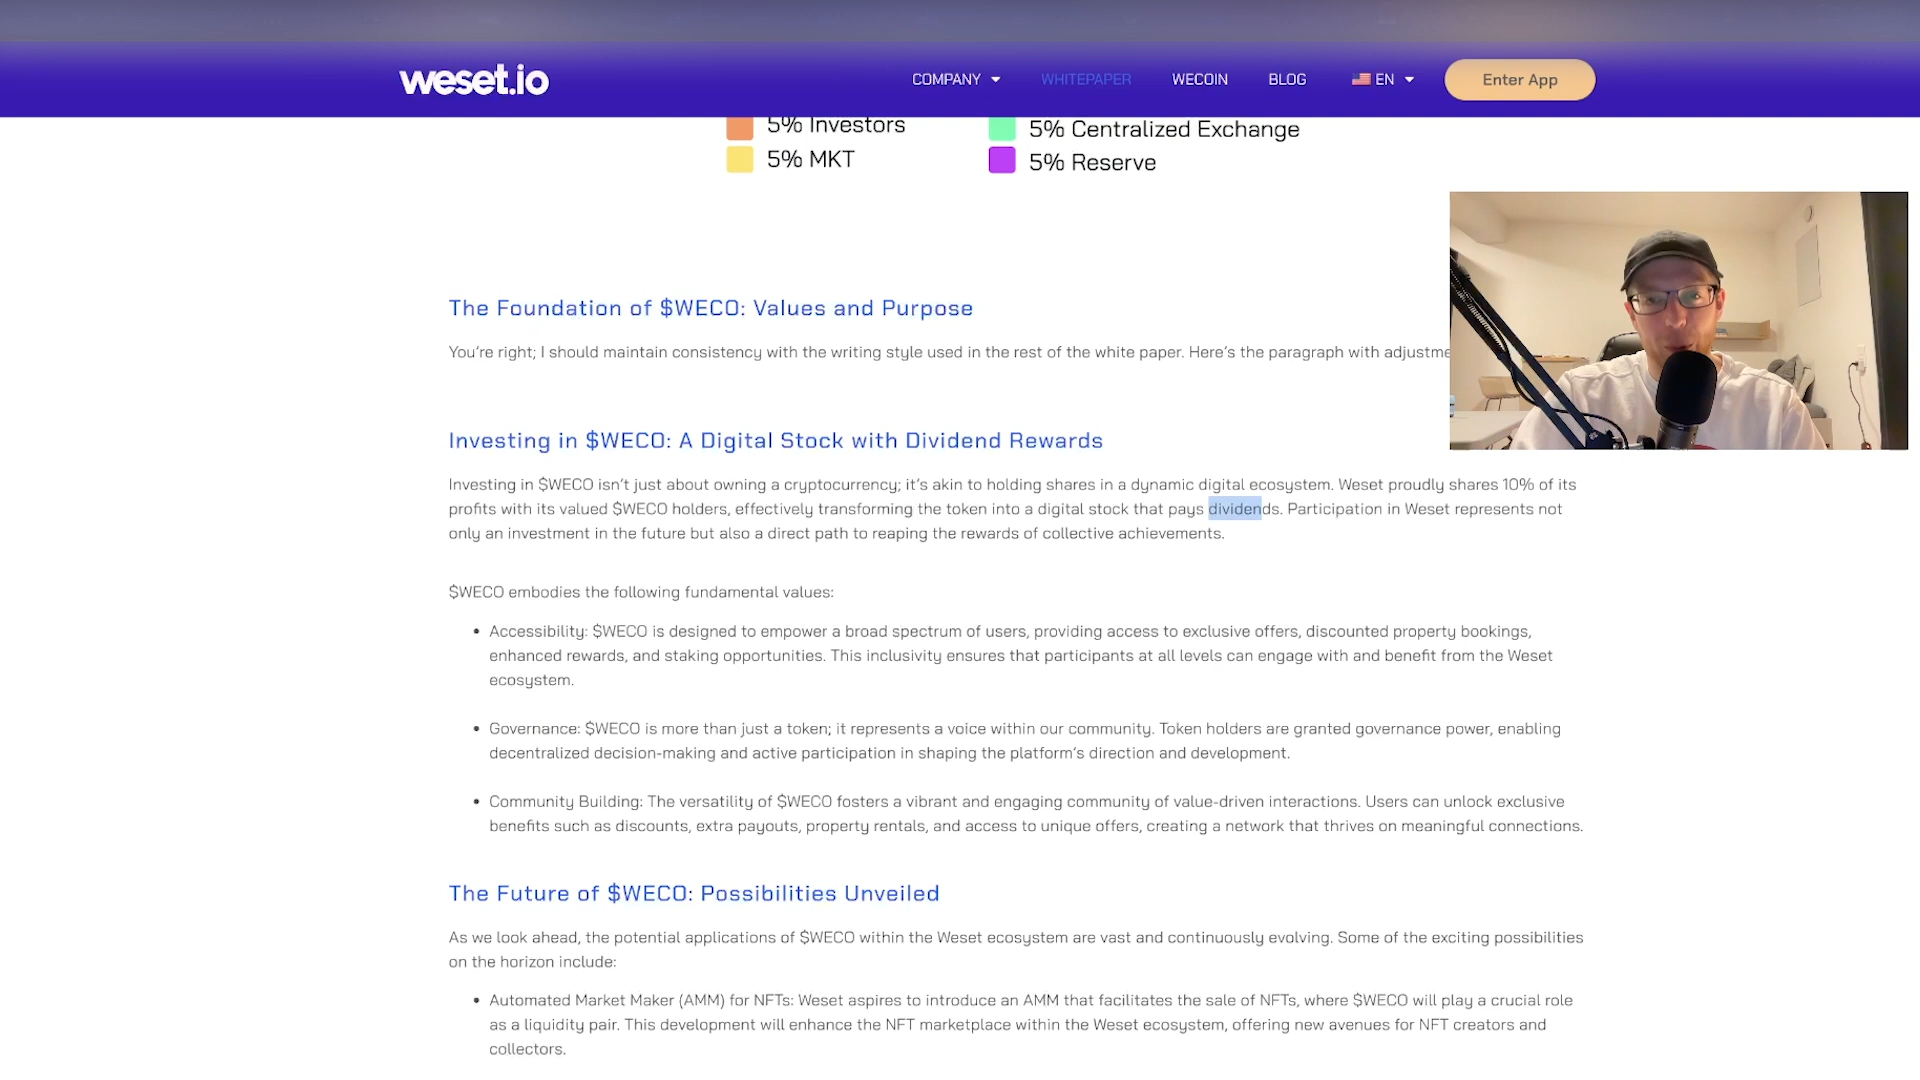 weset.io
COMPANY
WHITEPAPER
WECOIN
BLOG
EN
Enter App
5% Investors
5% Centralized Exchange
5% MKT
5% Reserve
The Foundation of $WECO: Values and Purpose
You're right; I should maintain consistency with the writing style used in the rest of the white paper. Here's the paragraph with
Investing in $WECO: A Digital Stock with Dividend Rewards
Investing in $WECO isn't just about owning a cryptocurrency; it's akin to holding shares in a dynamic digital ecosystem. Weset proudly shares 10% of its
profits with its valued $WECO holders, effectively transforming the token into a digital stock that pays dividends. Participation in Weset represents not
only an investment in the future but also a direct path to reaping the rewards of collective achievements.
$WECO embodies the following fundamental values:
• Accessibility: $WECO is designed to empower a broad spectrum of users, providing access to exclusive offers, discounted property bookings,
enhanced rewards, and staking opportunities. This inclusivity ensures that participants at all levels can engage with and benefit from the Weset
ecosystem.
• Governance: $WECO is more than just a token; it represents a voice within our community. Token holders are granted governance power, enabling
decentralized decision-making and active participation in shaping the platform's direction and development.
• Community Building: The versatility of $WECO fosters a vibrant and engaging community of value-driven interactions. Users can unlock exclusive
benefits such as discounts, extra payouts, property rentals, and access to unique offers, creating a network that thrives on meaningful connections.
The Future of $WECO: Possibilities Unveiled
As we look ahead, the potential applications of $WECO within the Weset ecosystem are vast and continuously evolving. Some of the exciting possibilities
on the horizon include:
• Automated Market Maker (AMM) for NFTs: Weset aspires to introduce an AMM that facilitates the sale of NFTs, where $WECO will play a crucial role
as a liquidity pair. This development will enhance the NFT marketplace within the Weset ecosystem, offering new avenues for NFT creators and
collectors.